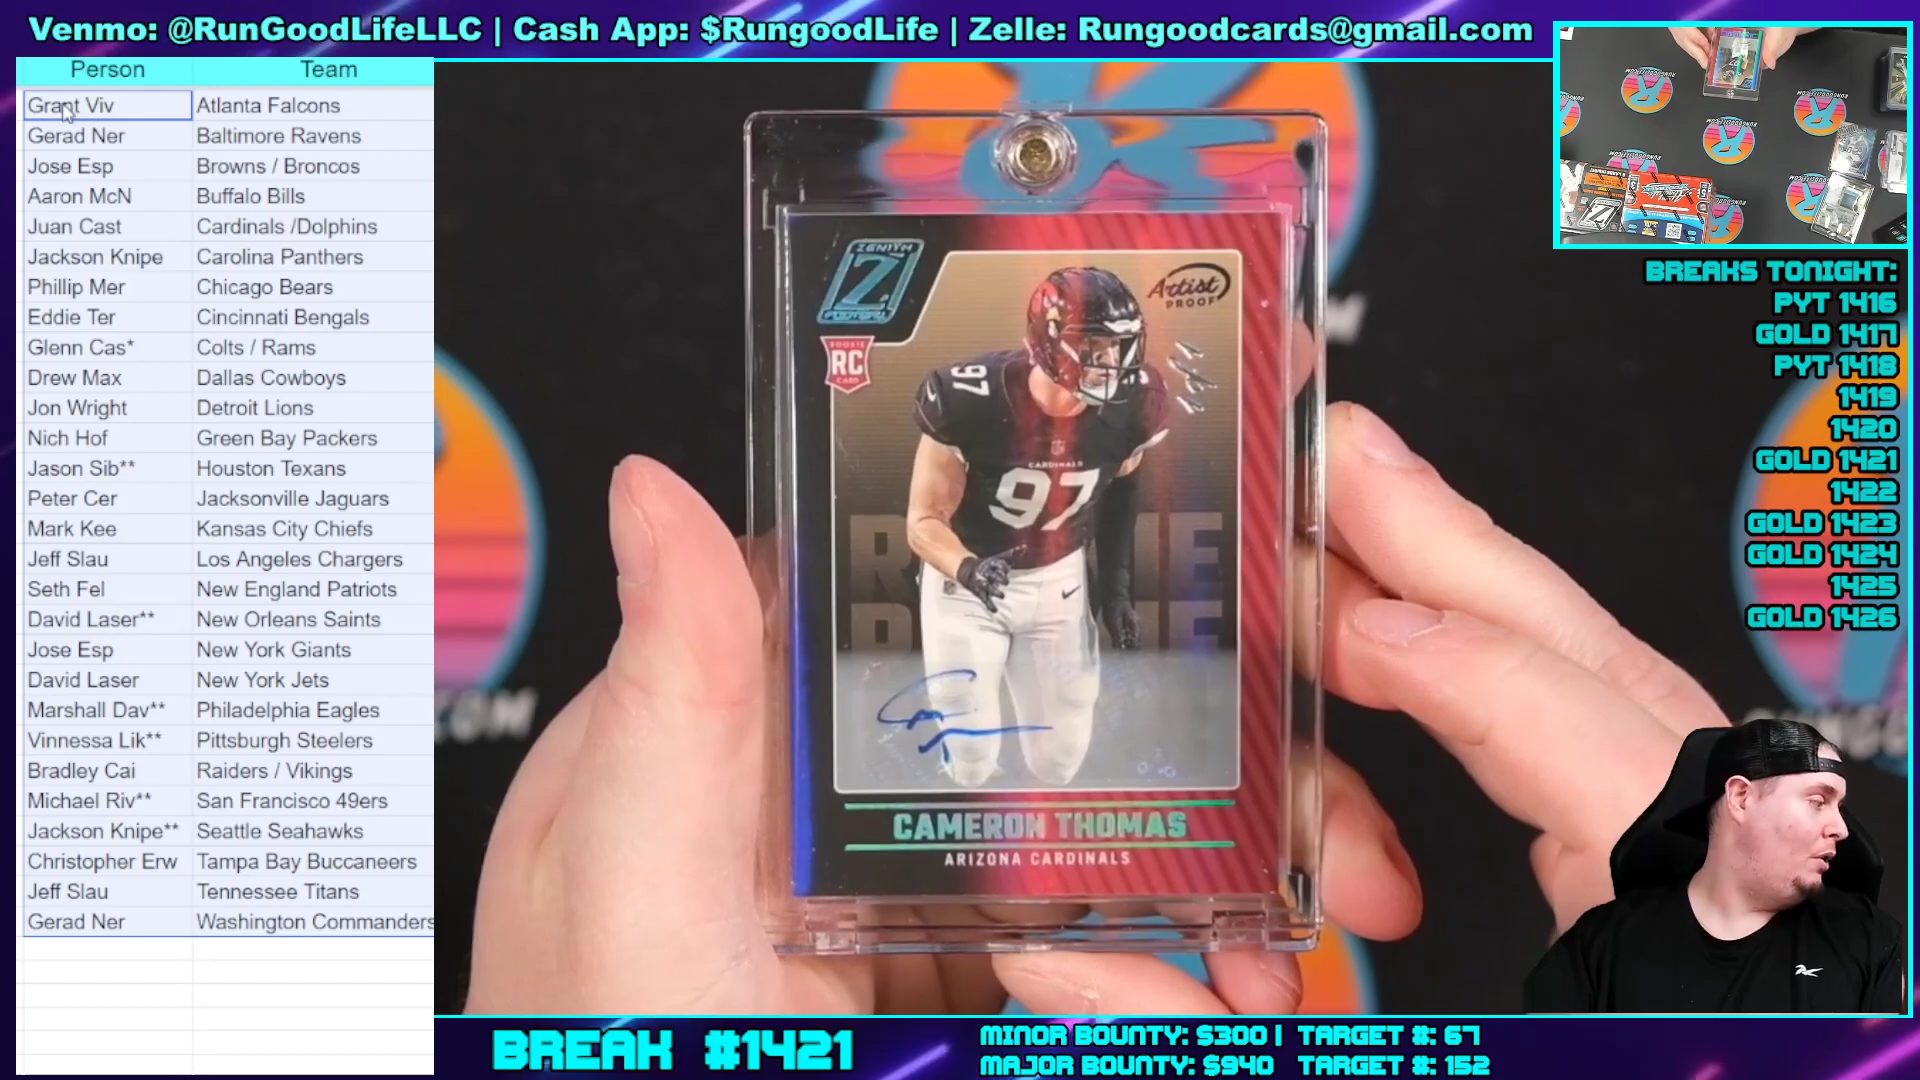 Venmo: @RunGoodLifeLLC | Cash App: $RungoodLife | Zelle: Rungoodcards@gmail.com
Person Team
Grant Viv Atlanta Falcons
Gerad Ner Baltimore Ravens
Jose Esp Browns / Broncos
Aaron McN Buffalo Bills
Juan Cast Cardinals /Dolphins
Jackson Knipe Carolina Panthers
Phillip Mer Chicago Bears
Eddie Ter Cincinnati Bengals
Glenn Cas* Colts / Rams
Drew Max Dallas Cowboys
Jon Wright Detroit Lions
Nich Hof Green Bay Packers
Jason Sib** Houston Texans
Peter Cer Jacksonville Jaguars
Mark Kee Kansas City Chiefs
Jeff Slau Los Angeles Chargers
Seth Fel New England Patriots
David Laser** New Orleans Saints
Jose Esp New York Giants
David Laser New York Jets
Marshall Dav** Philadelphia Eagles
Vinnessa Lik** Pittsburgh Steelers
Bradley Cai Raiders / Vikings
Michael Riv** San Francisco 49ers
Jackson Knipe** Seattle Seahawks
Christopher Erw Tampa Bay Buccaneers
Jeff Slau Tennessee Titans
Gerad Ner Washington Commanders
ZENITH
Z
FOOTBALL
ROOKIE
RC
CARD
Artist
PROOF
1/1
97
97
CARDINALS
97
CAMERON THOMAS
ARIZONA CARDINALS
BREAKS TONIGHT:
PYT 1416
GOLD 1417
PYT 1418
1419
1420
GOLD 1421
1422
GOLD 1423
GOLD 1424
1425
GOLD 1426
BREAK #1421
MINOR BOUNTY: $300 | TARGET #: 67
MAJOR BOUNTY: $940 TARGET #: 152